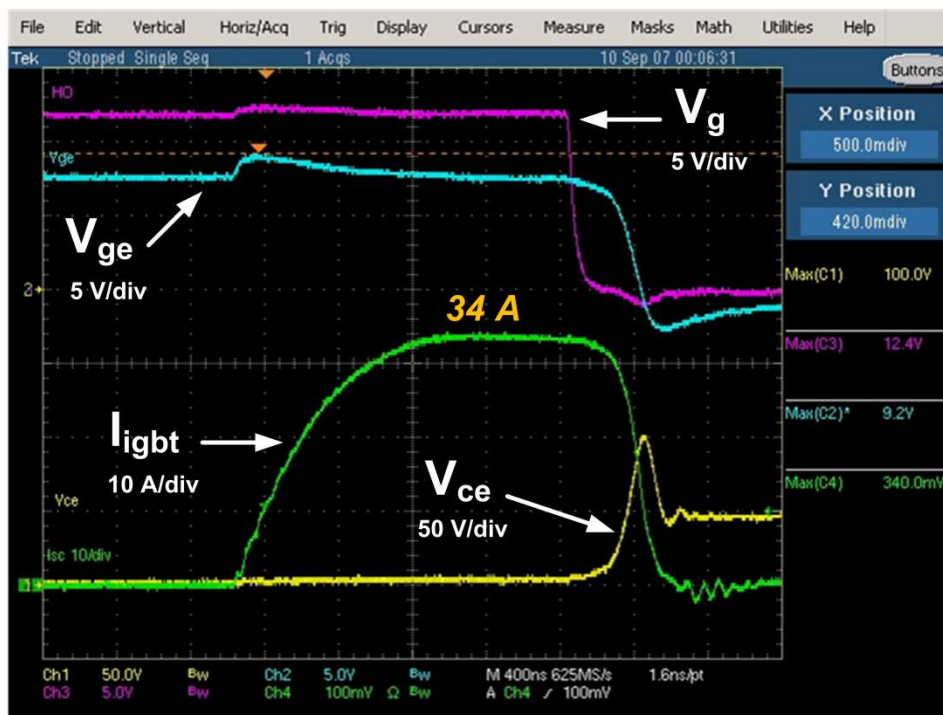 File Edit Vertical Horiz/Acq Trig Display Cursors Measure Masks Math Utilities Help
Tek Stopped Single Seq 1 Acqs 10 Sep 07 00:06:31
Buttons
HO
Vg
5 V/div
X Position
500.0mdiv
Vge
Vge
5 V/div
Y Position
420.0mdiv
2
Max(C1) 100.0V
34 A
Max(C3) 12.4V
Max(C2)* 9.2V
Iigbt
10 A/div
Vce
50 V/div
Max(C4) 340.0mV
Vce
Isc 10/div
1
Ch1 50.0V Bw Ch2 5.0V Bw M 400ns 625MS/s 1.6ns/pt
Ch3 5.0V Bw Ch4 100mV Ω Bw A Ch4 / 100mV